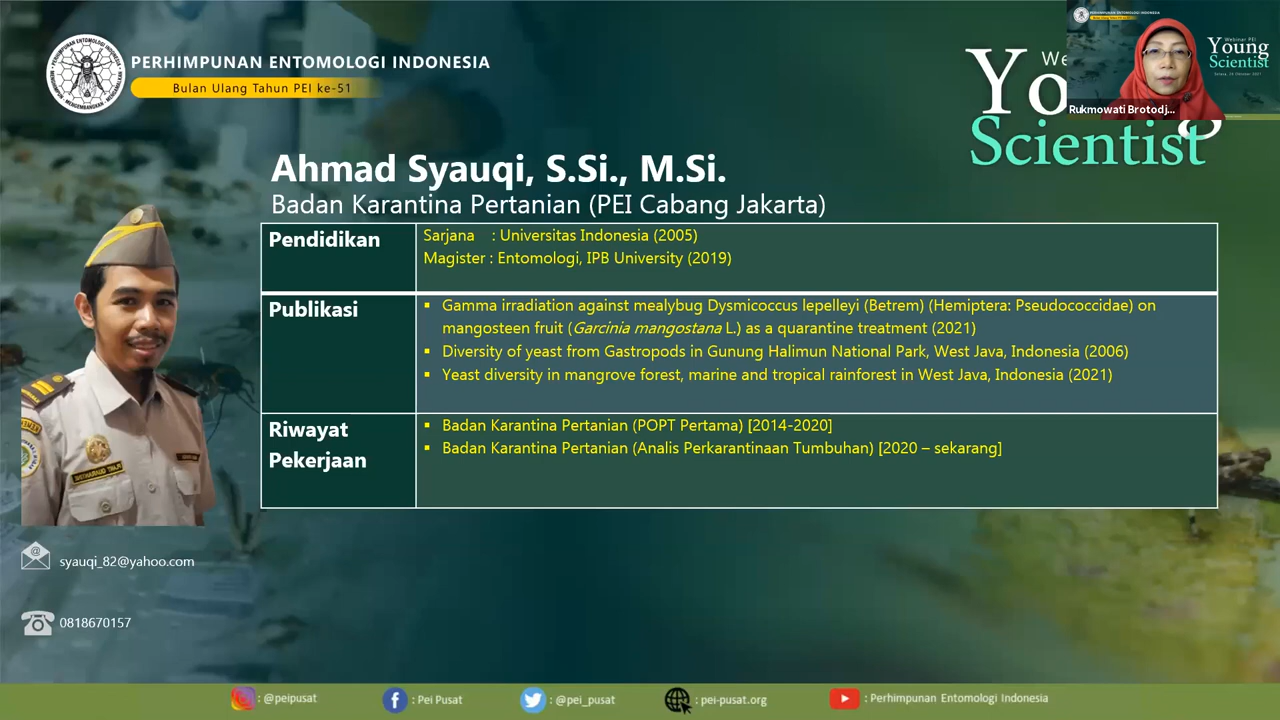 PERHIMPUNAN ENTOMOLOGI INDONESIA
Bulan Ulang Tahun PEI ke-51
Young
Scientist
Webinar PEI
Young
Scientist
Rukmowati Brotodj...
Ahmad Syauqi, S.Si., M.Si.
Badan Karantina Pertanian (PEI Cabang Jakarta)
Pendidikan
Sarjana : Universitas Indonesia (2005)
Magister : Entomologi, IPB University (2019)
Publikasi
▪ Gamma irradiation against mealybug Dysmicoccus lepelleyi (Betrem) (Hemiptera: Pseudococcidae) on
mangosteen fruit (Garcinia mangostana L.) as a quarantine treatment (2021)
▪ Diversity of yeast from Gastropods in Gunung Halimun National Park, West Java, Indonesia (2006)
▪ Yeast diversity in mangrove forest, marine and tropical rainforest in West Java, Indonesia (2021)
Riwayat
Pekerjaan
▪ Badan Karantina Pertanian (POPT Pertama) [2014-2020]
▪ Badan Karantina Pertanian (Analis Perkarantinaan Tumbuhan) [2020 – sekarang]
syauqi_82@yahoo.com
0818670157
: @peipusat
: Pei Pusat
: @pei_pusat
: pei-pusat.org
: Perhimpunan Entomologi Indonesia